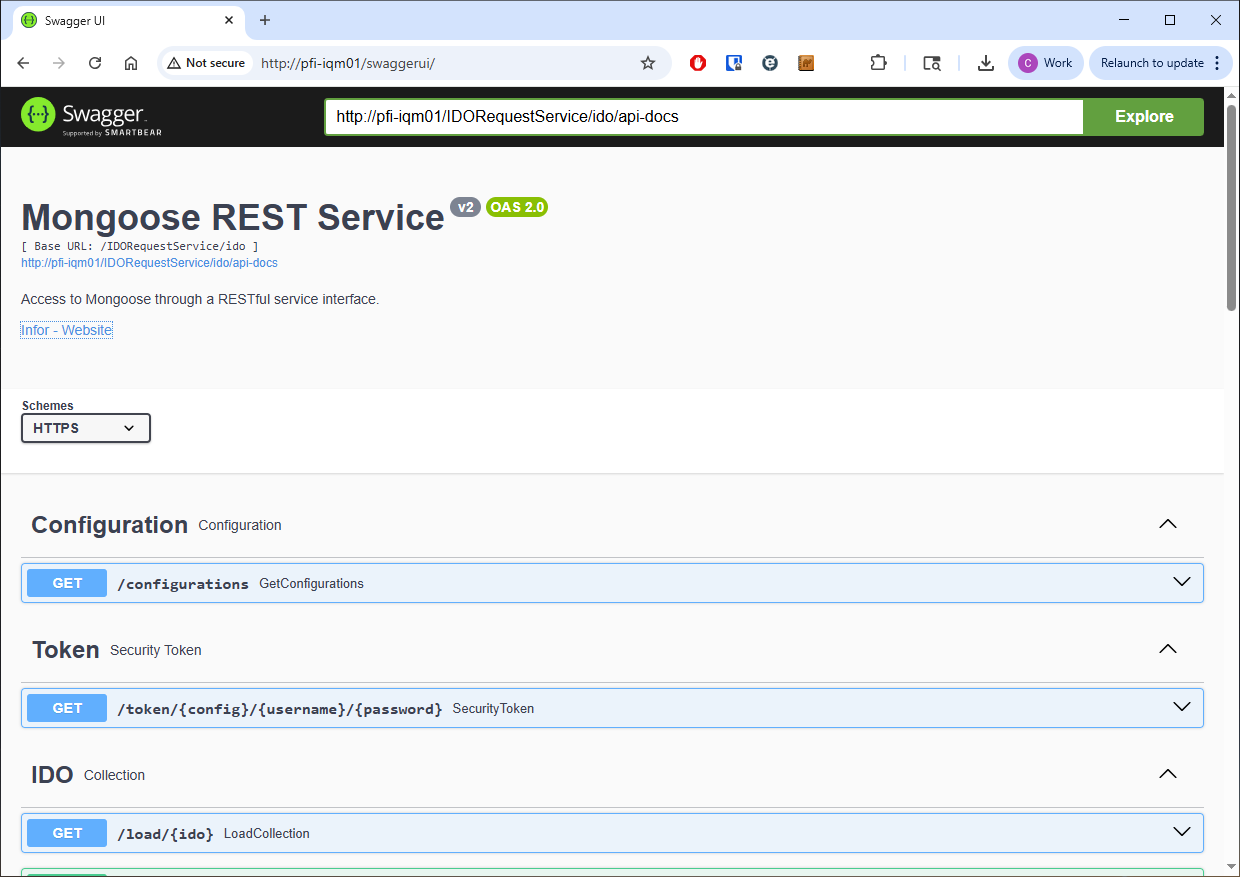 Swagger UI
Not secure
http://pfi-iqm01/swaggerui/
C Work
Relaunch to update
Swagger
Supported by SMARTBEAR
http://pfi-iqm01/IDORequestService/ido/api-docs
Explore
Mongoose REST Service v2 OAS 2.0
[ Base URL: /IDORequestService/ido ]
http://pfi-iqm01/IDORequestService/ido/api-docs
Access to Mongoose through a RESTful service interface.
Infor - Website
Schemes
HTTPS
Configuration Configuration
GET /configurations GetConfigurations
Token Security Token
GET /token/{config}/{username}/{password} SecurityToken
IDO Collection
GET /load/{ido} LoadCollection